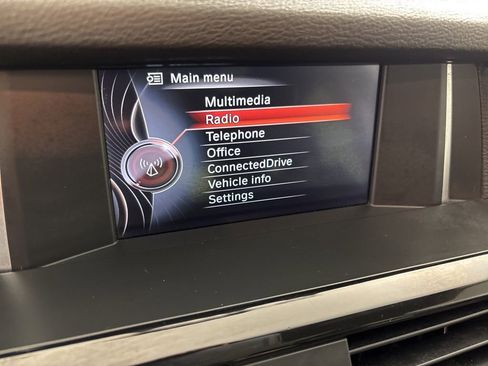 Main menu
Multimedia
Radio
Telephone
Office
ConnectedDrive
Vehicle info
Settings